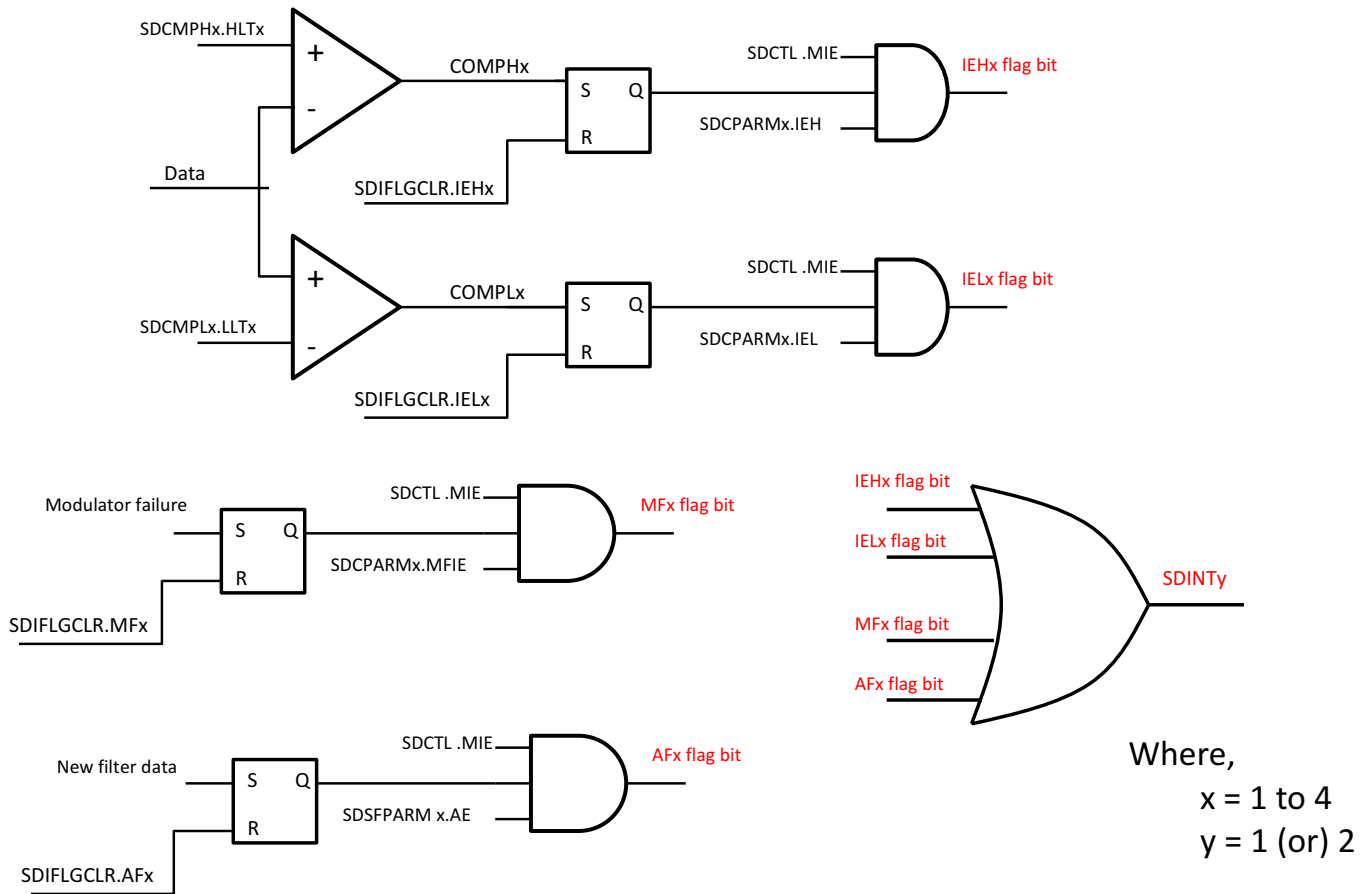 SDCMPHx.HLTx
+
-
COMPHx
S Q
R
SDCTL .MIE
SDCPARMx.IEH
IEHx flag bit
Data
SDIFLGCLR.IEHx
+
-
SDCMPLx.LLTx
COMPLx
S Q
R
SDCTL .MIE
SDCPARMx.IEL
IELx flag bit
SDIFLGCLR.IELx
Modulator failure
S Q
R
SDCTL .MIE
SDCPARMx.MFIE
MFx flag bit
SDIFLGCLR.MFx
IEHx flag bit
IELx flag bit
MFx flag bit
AFx flag bit
SDINTy
New filter data
S Q
R
SDCTL .MIE
SDSFPARM x.AE
AFx flag bit
SDIFLGCLR.AFx
Where,
x = 1 to 4
y = 1 (or) 2